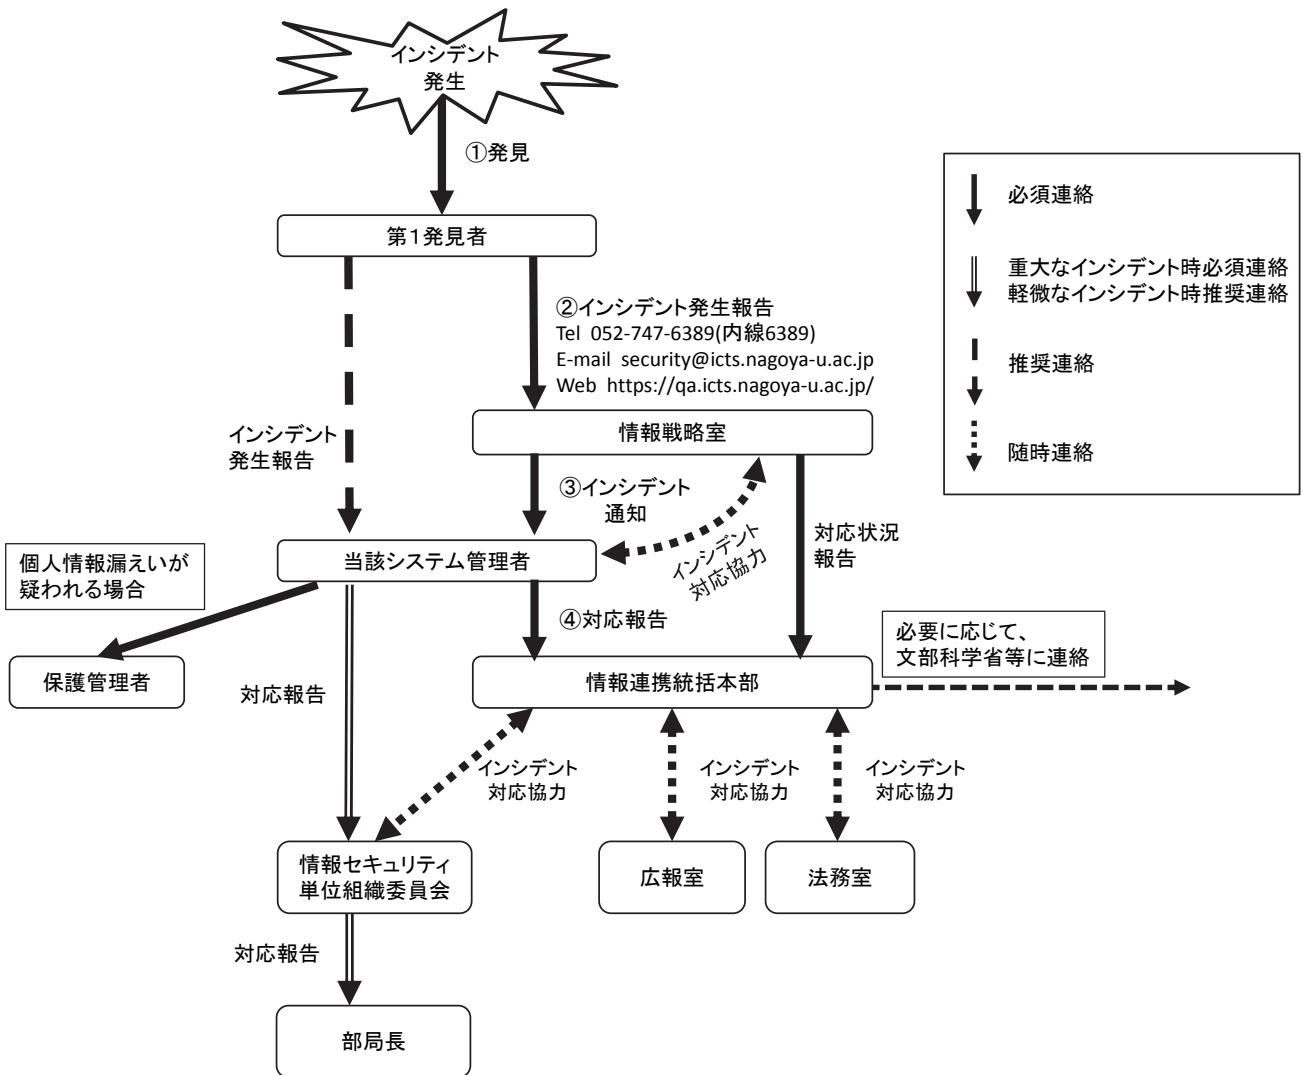 インシデント
発生
①発見
第1発見者
②インシデント発生報告
Tel 052-747-6389(内線6389)
E-mail security@icts.nagoya-u.ac.jp
Web https://qa.icts.nagoya-u.ac.jp/
インシデント
発生報告
情報戦略室
③インシデント
通知
インシデント
対応協力
対応状況
報告
当該システム管理者
個人情報漏えいが
疑われる場合
保護管理者
④対応報告
対応報告
情報連携統括本部
必要に応じて、
文部科学省等に連絡
インシデント
対応協力
インシデント
対応協力
インシデント
対応協力
情報セキュリティ
単位組織委員会
広報室
法務室
対応報告
部局長
必須連絡
重大なインシデント時必須連絡
軽微なインシデント時推奨連絡
推奨連絡
随時連絡